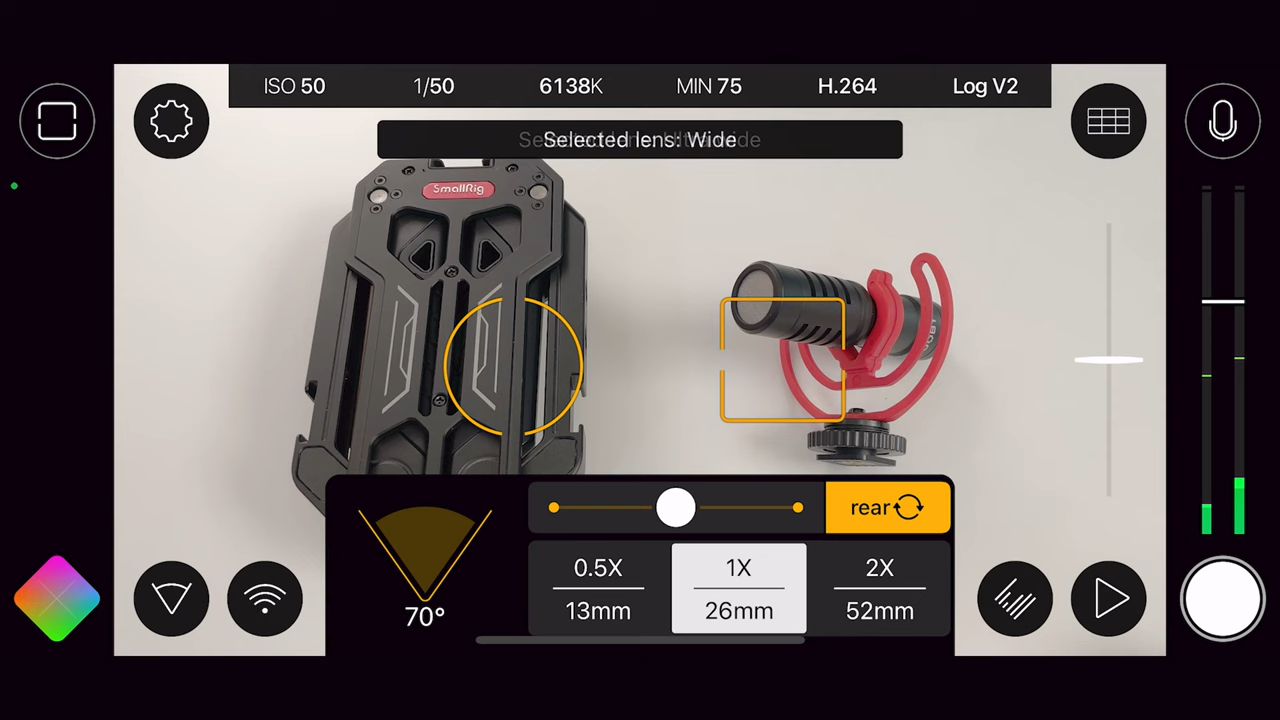 ISO 50 1/50 6138K MIN 75 H.264 Log V2
Selected lens: Wide
SmallRig
rear
0.5X 1X 2X
13mm 26mm 52mm
70°